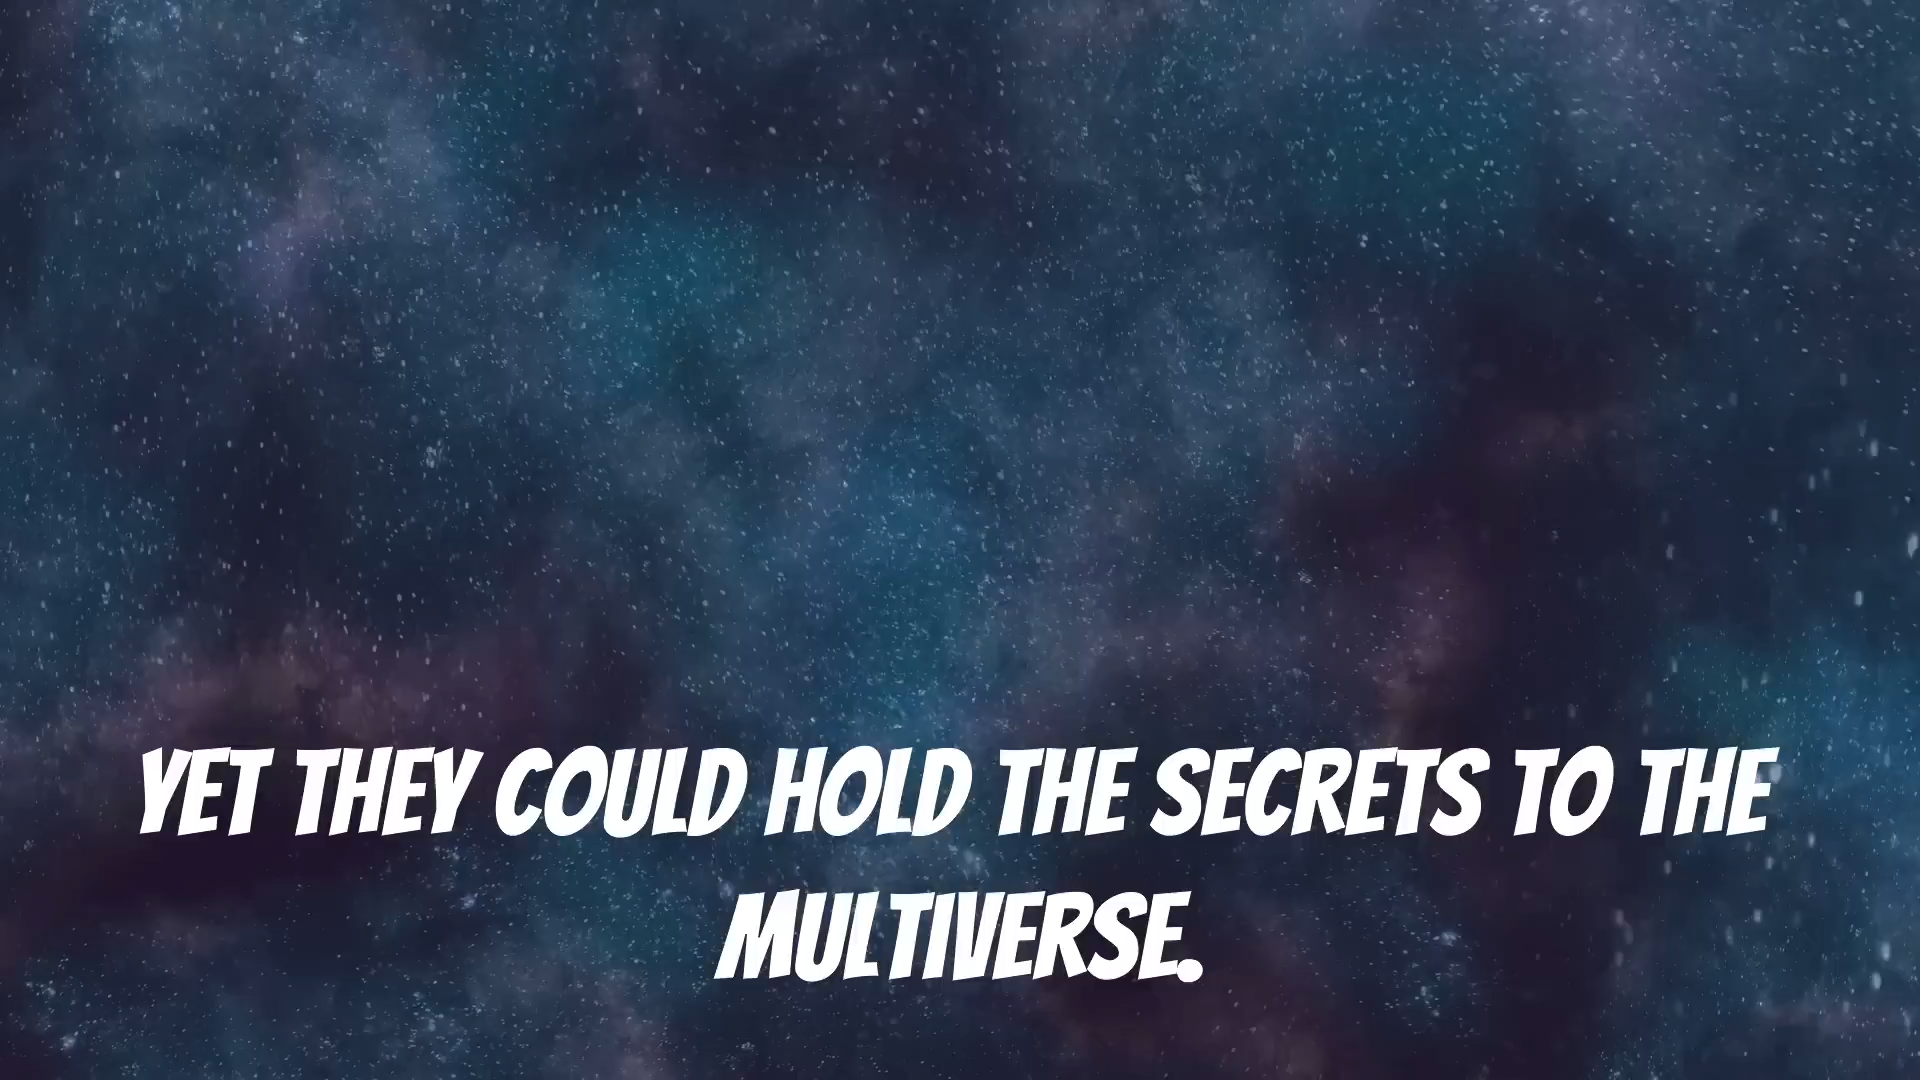 YET THEY COULD HOLD THE SECRETS TO THE
MULTIVERSE.